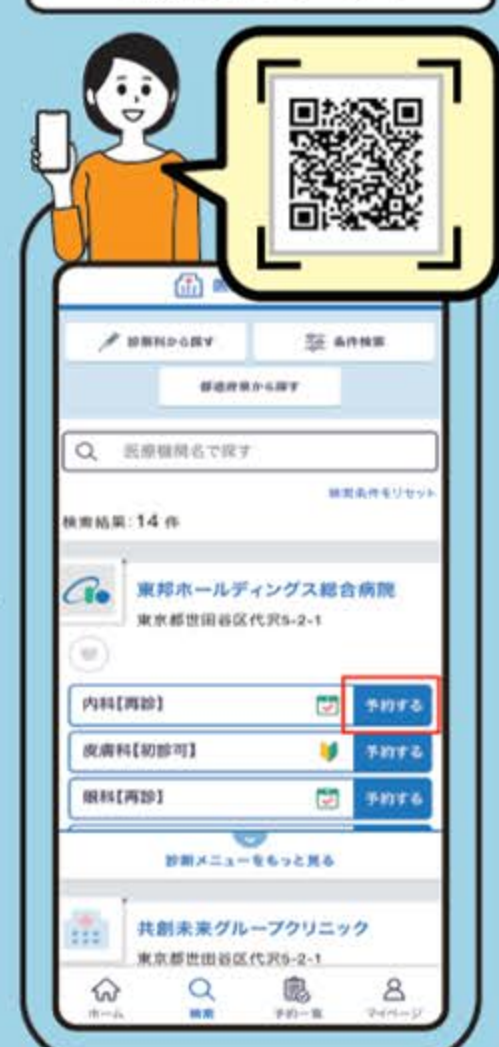 診療科から探す
条件検索
都道府県から探す
医療機関名で探す
検索条件をリセット
検索結果:14 件
東邦ホールディングス総合病院
東京都世田谷区代沢5-2-1
内科【再診】
予約する
皮膚科【初診可】
予約する
眼科【再診】
予約する
診断メニューをもっと見る
共創未来グループクリニック
東京都世田谷区代沢5-2-1
ホーム
検索
予約一覧
マイページ